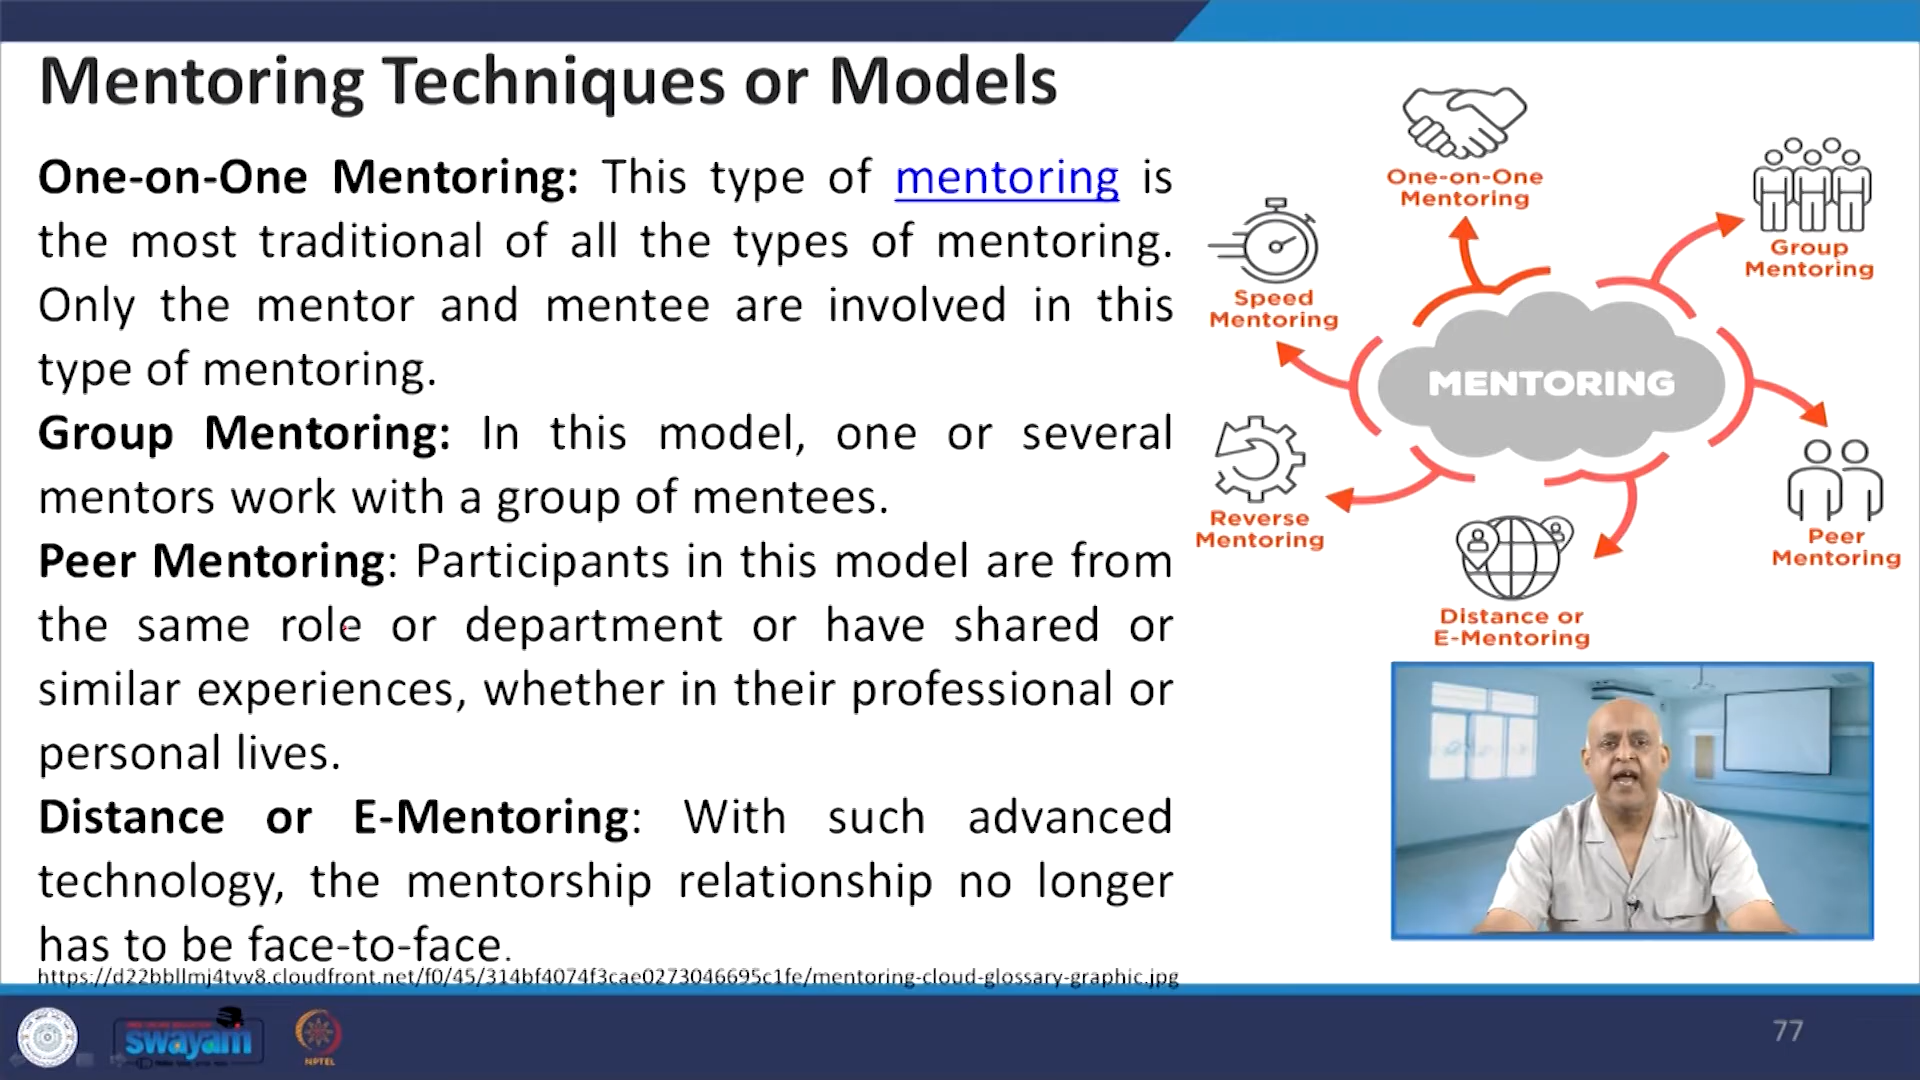 Mentoring Techniques or Models
One-on-One Mentoring: This type of mentoring is
the most traditional of all the types of mentoring.
Only the mentor and mentee are involved in this
type of mentoring.
Group Mentoring: In this model, one or several
mentors work with a group of mentees.
Peer Mentoring: Participants in this model are from
the same role or department or have shared or
similar experiences, whether in their professional or
personal lives.
Distance or E-Mentoring: With such advanced
technology, the mentorship relationship no longer
has to be face-to-face.
https://d22bbllmj4tvv8.cloudfront.net/f0/45/314bf4074f3cae0273046695c1fe/mentoring-cloud-glossary-graphic.jpg
One-on-One
Mentoring
Group
Mentoring
Speed
Mentoring
MENTORING
Reverse
Mentoring
Peer
Mentoring
Distance or
E-Mentoring
swayam
NPTEL
77